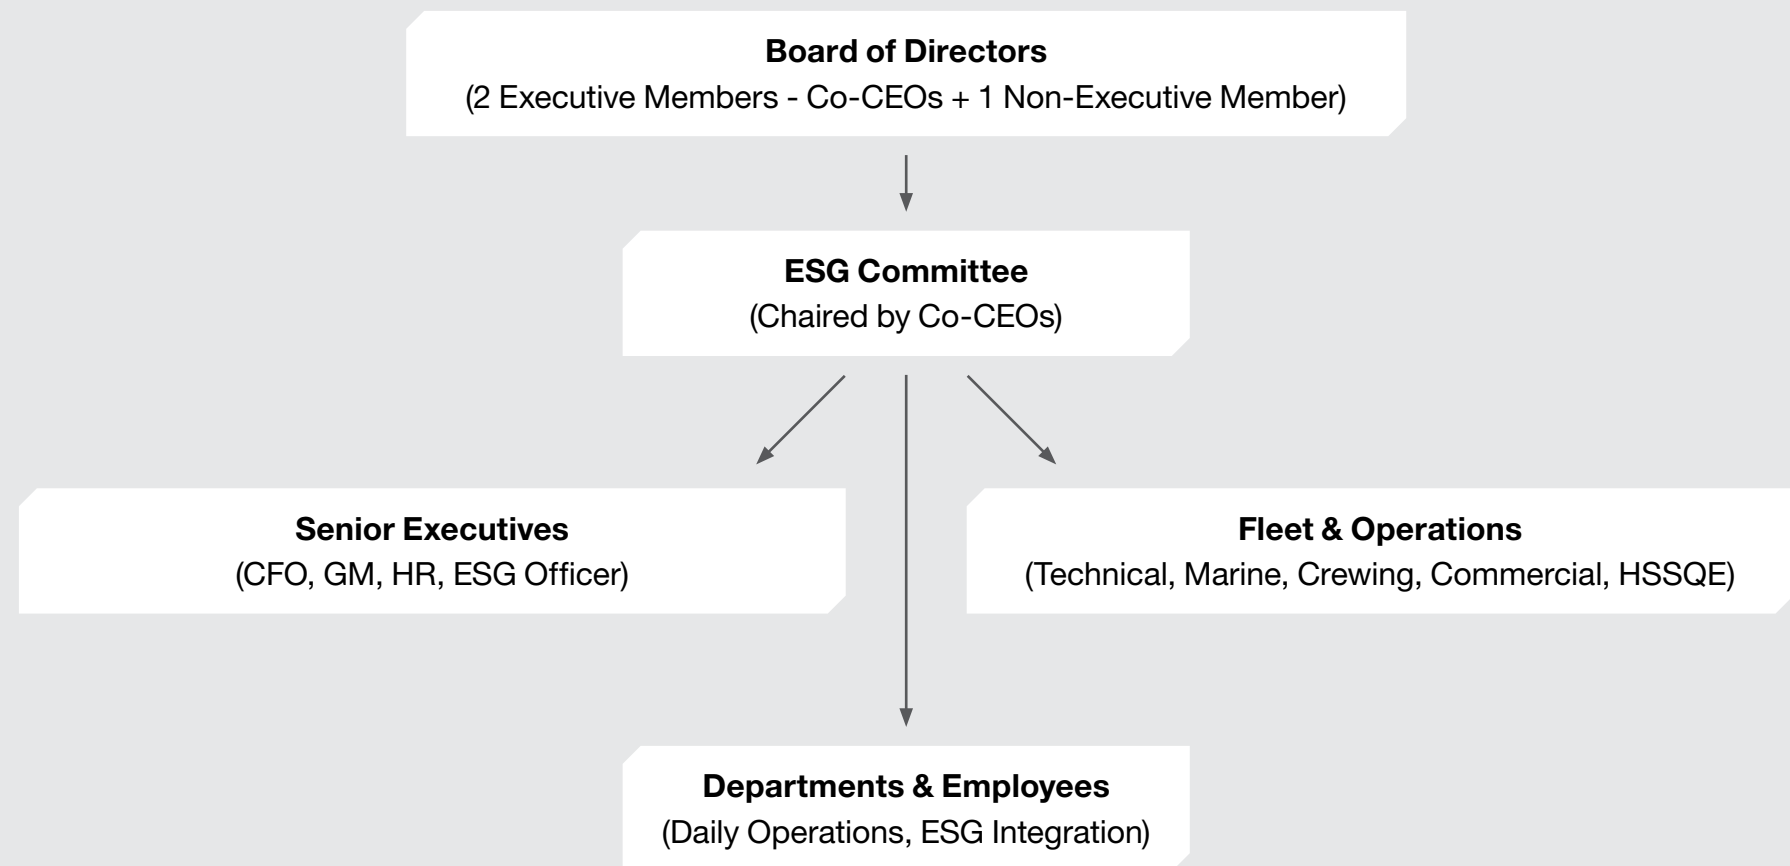 Board of Directors
(2 Executive Members - Co-CEOs + 1 Non-Executive Member)
ESG Committee
(Chaired by Co-CEOs)
Senior Executives
(CFO, GM, HR, ESG Officer)
Fleet & Operations
(Technical, Marine, Crewing, Commercial, HSSQE)
Departments & Employees
(Daily Operations, ESG Integration)